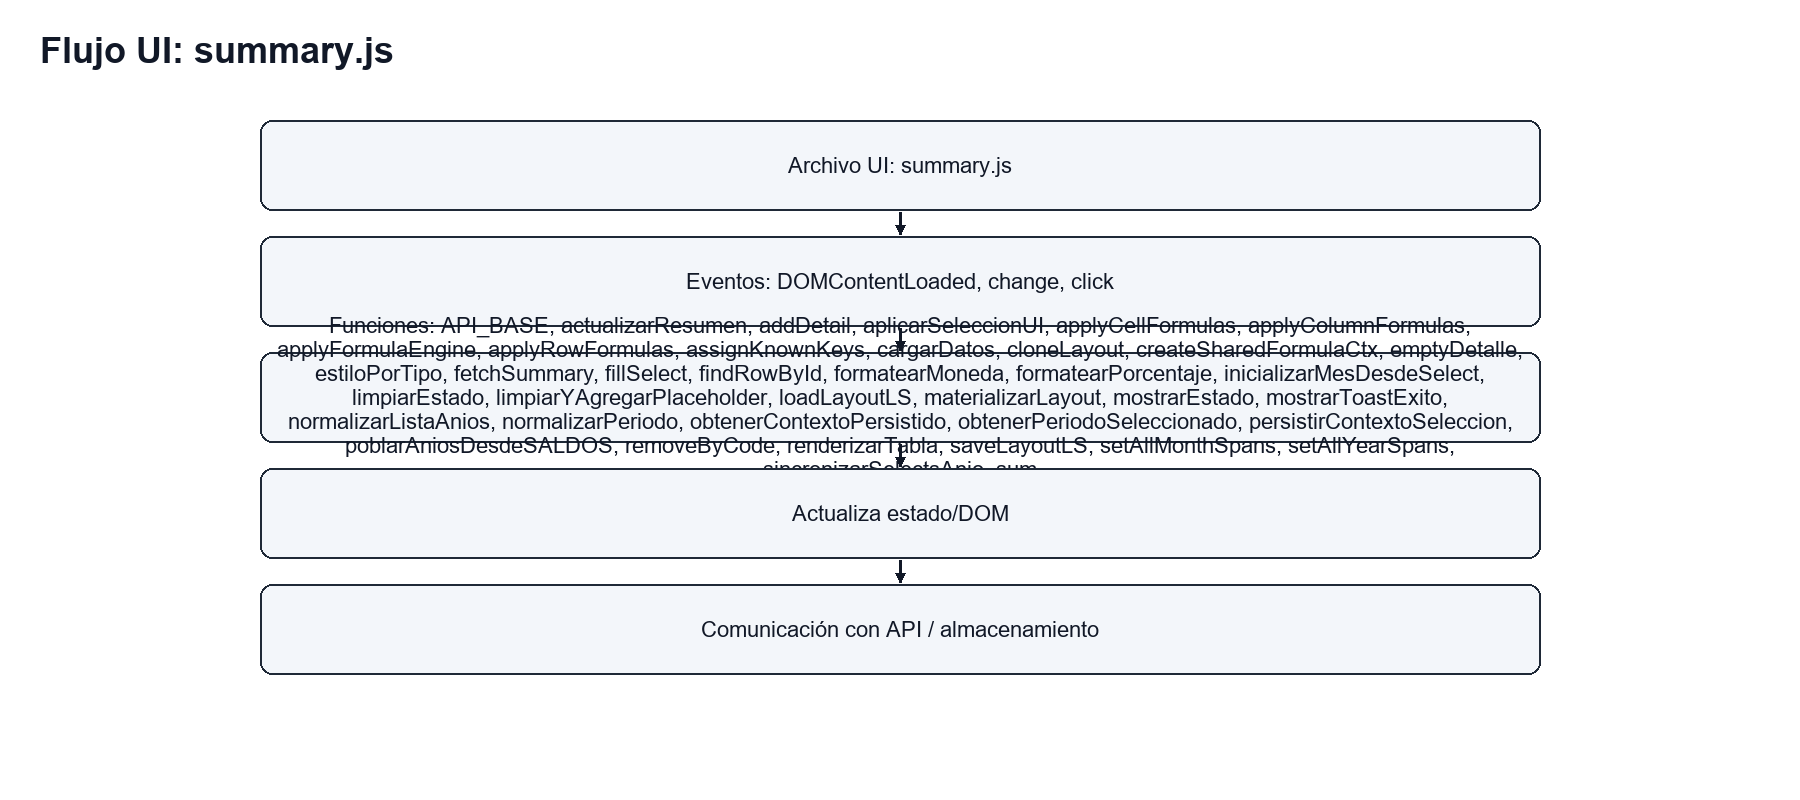 Flujo UI: summary.js
Archivo UI: summary.js
Eventos: DOMContentLoaded, change, click
Funciones: API_BASE, actualizarResumen, addDetail, aplicarSeleccionUI, applyCellFormulas, applyColumnFormulas,
applyFormulaEngine, applyRowFormulas, assignKnownKeys, cargarDatos, cloneLayout, createSharedFormulaCtx, emptyDetalle,
estiloPorTipo, fetchSummary, fillSelect, findRowById, formatearMoneda, formatearPorcentaje, inicializarMesDesdeSelect,
limpiarEstado, limpiarYAgregarPlaceholder, loadLayoutLS, materializarLayout, mostrarEstado, mostrarToastExito,
normalizarListaAnios, normalizarPeriodo, obtenerContextoPersistido, obtenerPeriodoSeleccionado, persistirContextoSeleccion,
poblarAniosDesdeSALDOS, removeByCode, renderizarTabla, saveLayoutLS, setAllMonthSpans, setAllYearSpans,
sincronizarSelectsAnio, sum
Actualiza estado/DOM
Comunicación con API / almacenamiento